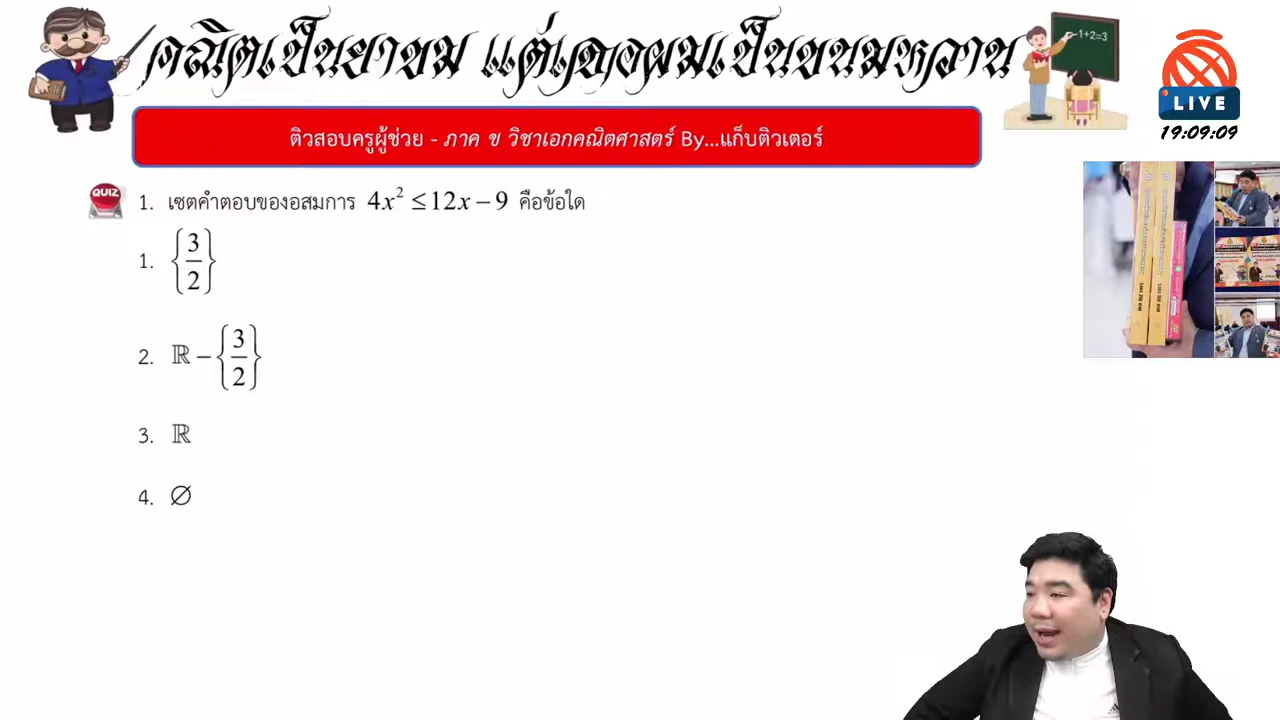 คณิตเป็นยาขม แต่เจอผมเป็นขนมหวาน
-1+2=3
LIVE
19:09:09
ติวสอบครูผู้ช่วย - ภาค ข วิชาเอกคณิตศาสตร์ By...แก็บติวเตอร์
QUIZ
1. เซตคำตอบของอสมการ 4x² ≤ 12x − 9 คือข้อใด
1. {3/2}
2. ℝ − {3/2}
3. ℝ
4. ∅